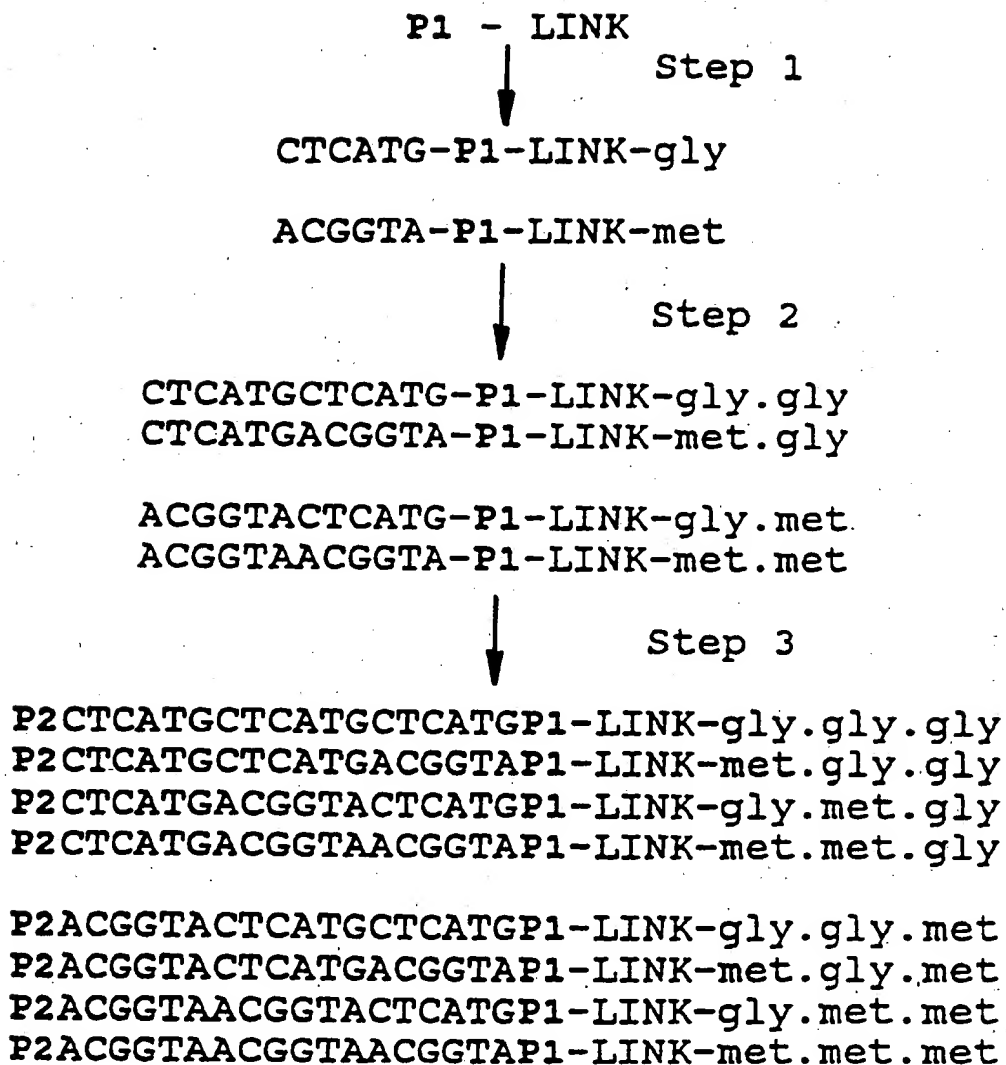 P1 - LINK
Step 1
CTCATG-P1-LINK-gly
ACGGTA-P1-LINK-met
Step 2
CTCATGCTCATG-P1-LINK-gly.gly
CTCATGACGGTA-P1-LINK-met.gly
ACGGTACTCATG-P1-LINK-gly.met
ACGGTAACGGTA-P1-LINK-met.met
Step 3
P2CTCATGCTCATGCTCATGP1-LINK-gly.gly.gly
P2CTCATGCTCATGACGGTAP1-LINK-met.gly.gly
P2CTCATGACGGTACTCATGP1-LINK-gly.met.gly
P2CTCATGACGGTAACGGTAP1-LINK-met.met.gly
P2ACGGTACTCATGCTCATGP1-LINK-gly.gly.met
P2ACGGTACTCATGACGGTAP1-LINK-met.gly.met
P2ACGGTAACGGTACTCATGP1-LINK-gly.met.met
P2ACGGTAACGGTAACGGTAP1-LINK-met.met.met